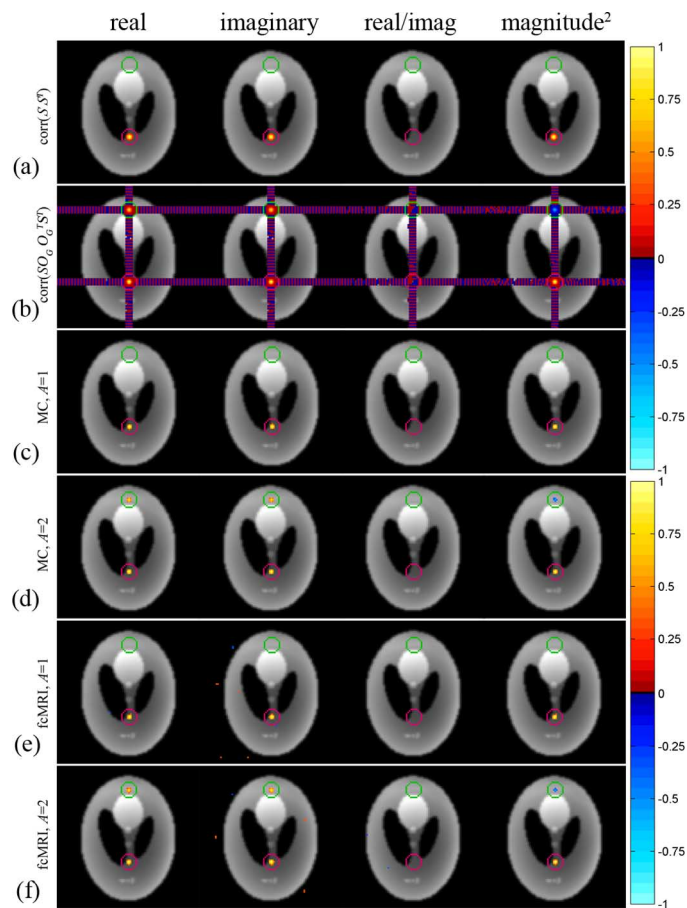 real imaginary real/imag magnitude²
(a) corr(S Sᵀ)
(b) corr(SO_G O_GᵀSᵀ)
(c) MC, A=1
(d) MC, A=2
(e) fcMRI, A=1
(f) fcMRI, A=2
1
0.75
0.5
0.25
0
-0.25
-0.5
-0.75
-1
1
0.75
0.5
0.25
0
-0.25
-0.5
-0.75
-1